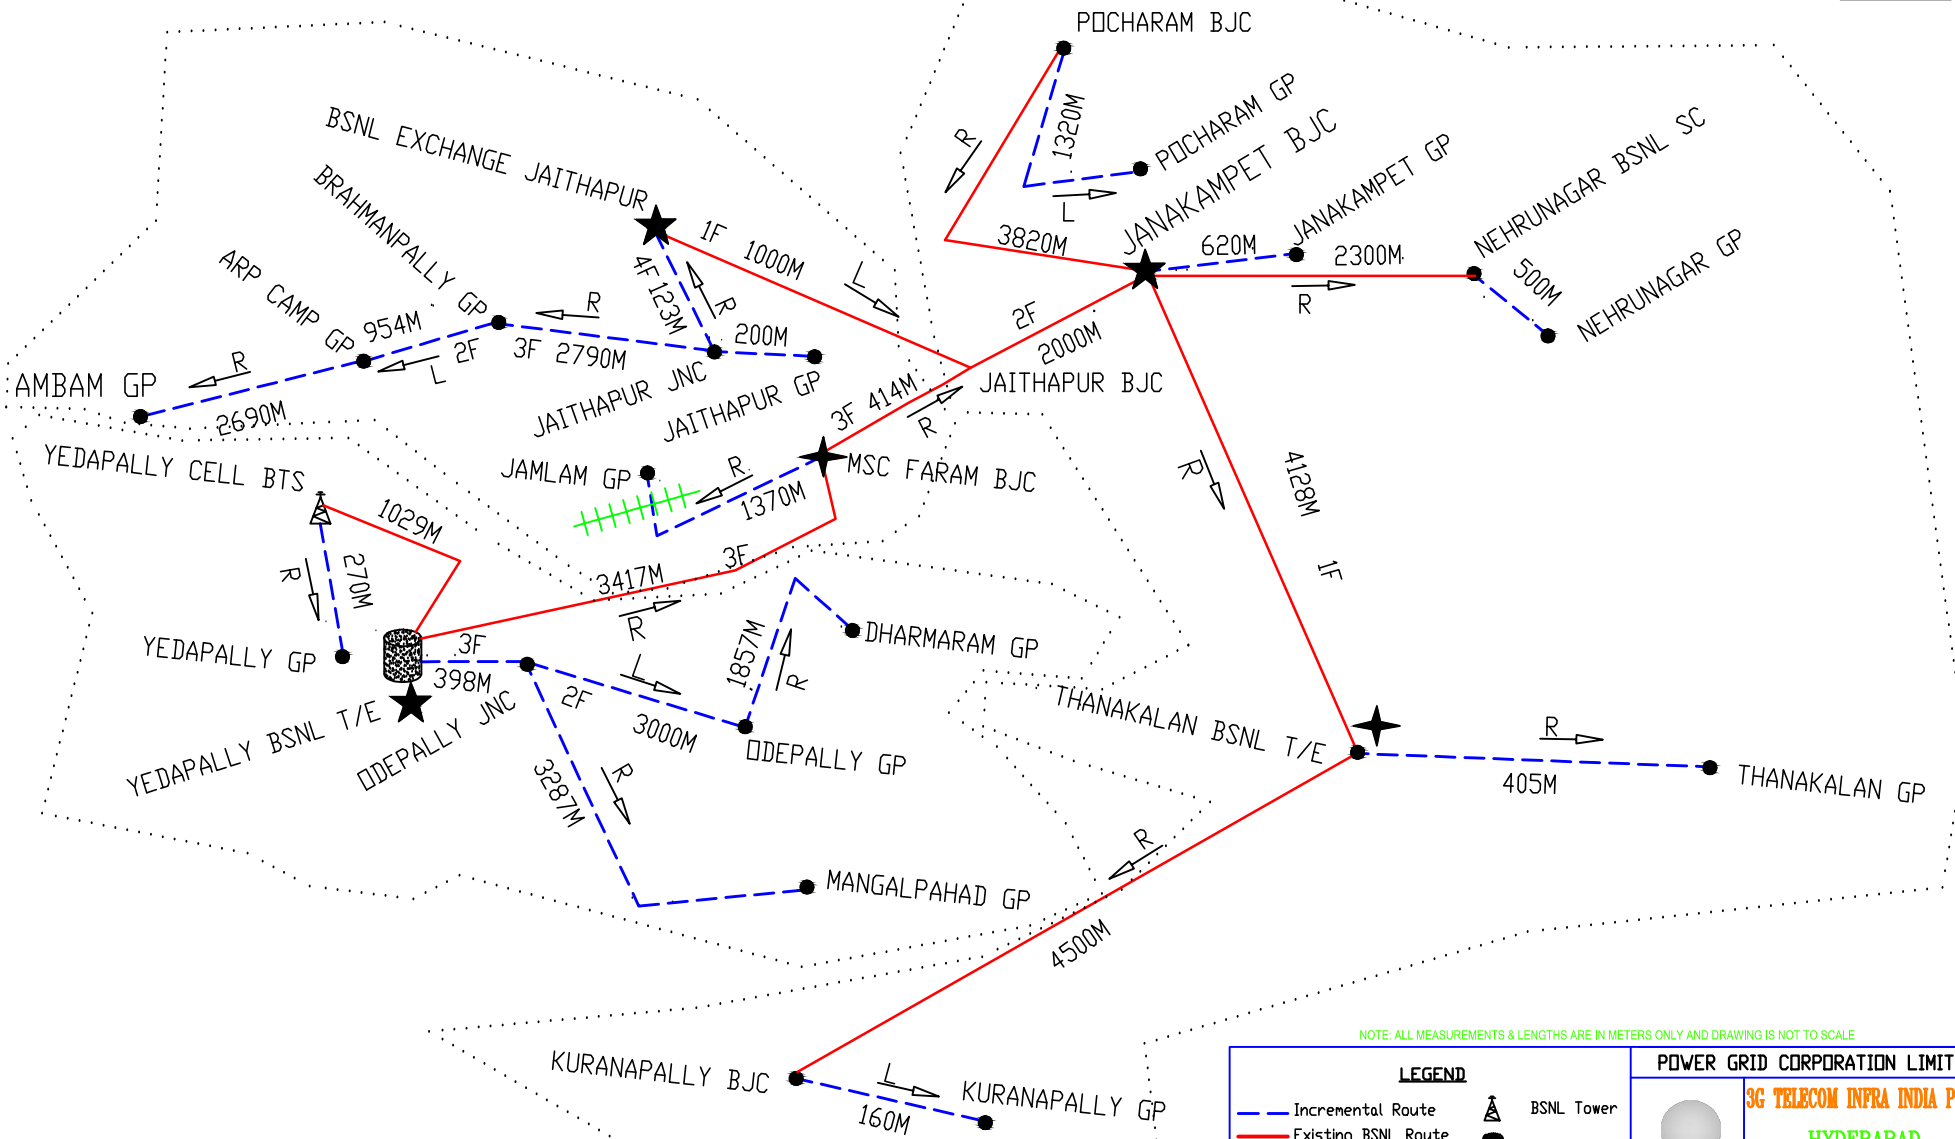 POCHARAM BJC
1320M
R
POCHARAM GP
L
3820M
BSNL EXCHANGE JAITHAPUR
BRAHMANPALLY GP
ARP CAMP GP
AMBAM GP
JANAKAMPET BJC
JANAKAMPET GP
620M
2300M
R
NEHRUNAGAR BSNL SC
500M
NEHRUNAGAR GP
1F 1000M
L
4F 123M
R
200M
R
3F 2790M
954M
2F
L
R
2690M
2F
2000M
JAITHAPUR BJC
JAITHAPUR JNC
JAITHAPUR GP
3F 414M
R
MSC FARAM BJC
JAMLAM GP
R
1370M
YEDAPALLY CELL BTS
1029M
270M
R
3417M
3F
R
R
4128M
1F
YEDAPALLY GP
3F
398M
L
2F
3000M
1857M
R
DHARMARAM GP
YEDAPALLY BSNL T/E
ODEPALLY JNC
ODEPALLY GP
3287M
R
MANGALPAHAD GP
THANAKALAN BSNL T/E
R
405M
THANAKALAN GP
R
4500M
KURANAPALLY BJC
L
160M
KURANAPALLY GP
NOTE: ALL MEASUREMENTS & LENGTHS ARE IN METERS ONLY AND DRAWING IS NOT TO SCALE
LEGEND
Incremental Route
BSNL Tower
Existing BSNL Route
POWER GRID CORPORATION LIMIT
3G TELECOM INFRA INDIA P
HYDERABAD